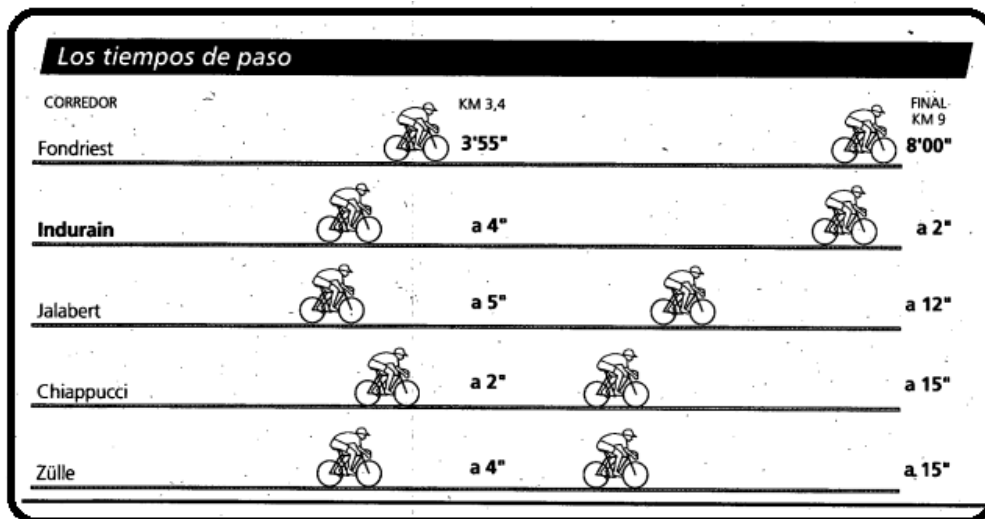 Los tiempos de paso
CORREDOR KM 3,4 FINAL
KM 9
Fondriest 3'55" 8'00"
Indurain a 4" a 2"
Jalabert a 5" a 12"
Chiappucci a 2" a 15"
Zülle a 4" a 15"